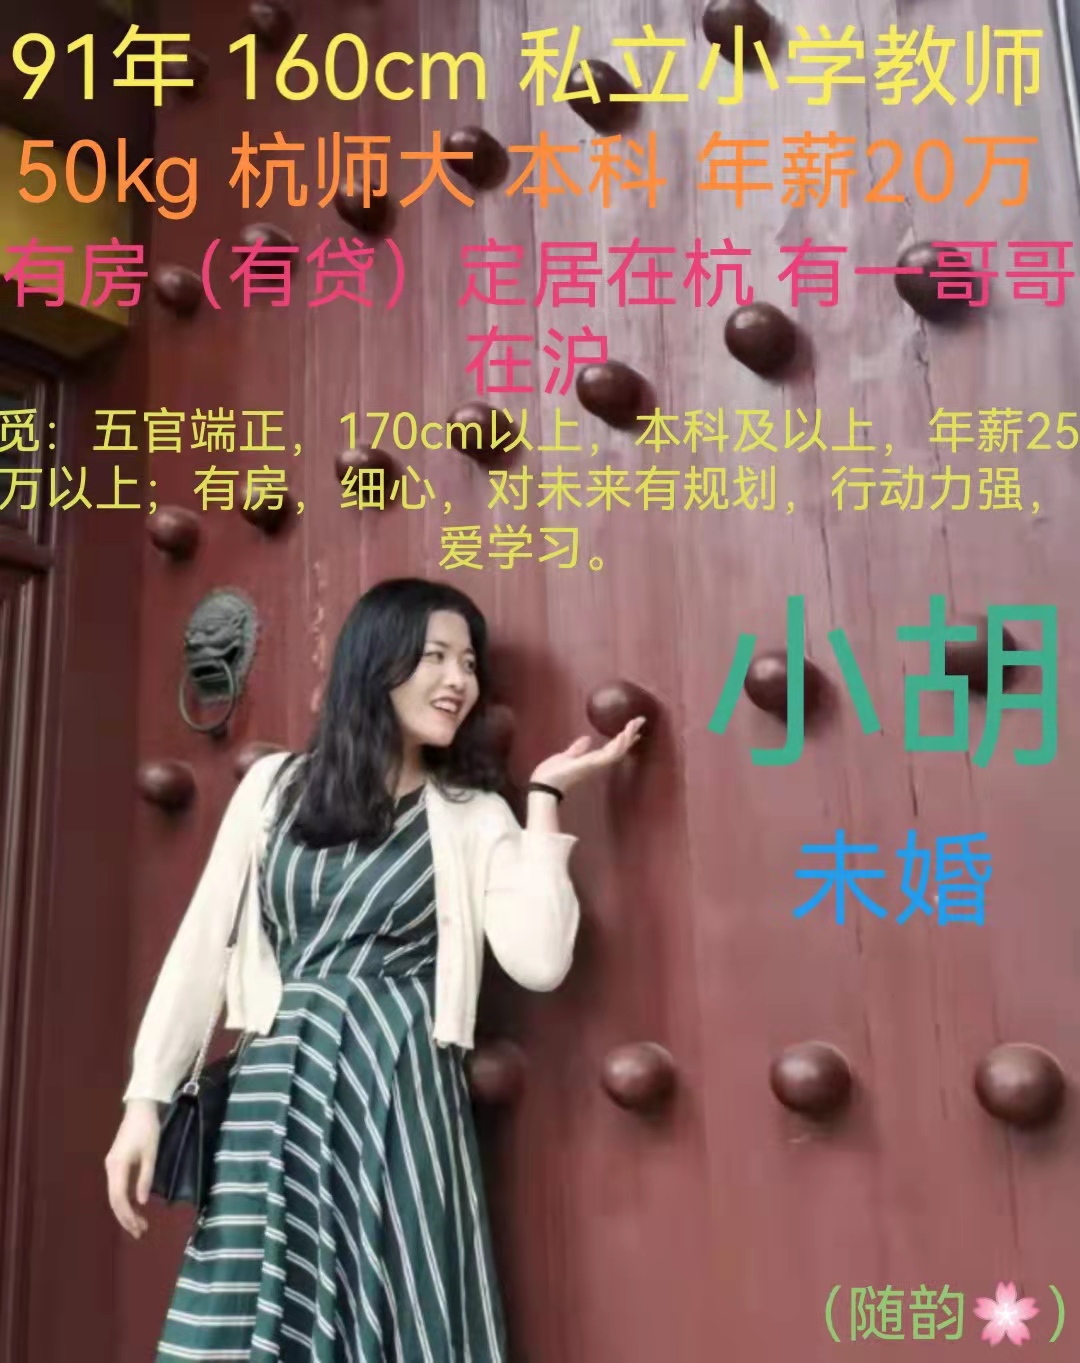 91年 160cm 私立小学教师
50kg 杭师大 本科 年薪20万
有房（有贷）定居在杭 有一哥哥
在沪
觅：五官端正，170cm以上，本科及以上，年薪25
万以上；有房，细心，对未来有规划，行动力强，
爱学习。
小胡
未婚
（随韵🌸）